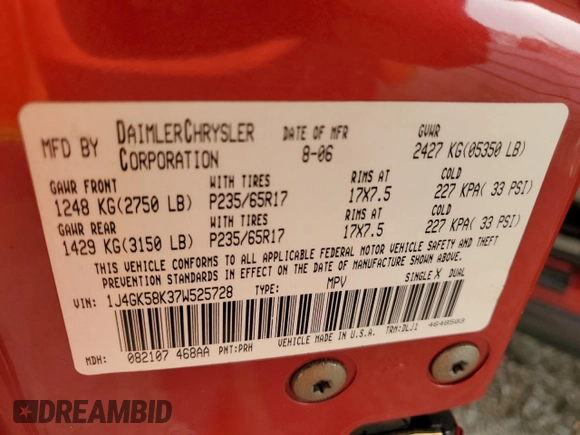 MFD BY DAIMLERCHRYSLER CORPORATION
DATE OF MFR 8-06
GVWR 2427 KG(05350 LB)
GAWR FRONT WITH TIRES RIMS AT COLD
1248 KG(2750 LB) P235/65R17 17X7.5 227 KPA( 33 PSI)
GAWR REAR WITH TIRES RIMS AT COLD
1429 KG(3150 LB) P235/65R17 17X7.5 227 KPA( 33 PSI)
THIS VEHICLE CONFORMS TO ALL APPLICABLE FEDERAL MOTOR VEHICLE SAFETY AND THEFT
PREVENTION STANDARDS IN EFFECT ON THE DATE OF MANUFACTURE SHOWN ABOVE.
VIN: 1J4GK58K37W525728 TYPE: MPV SINGLE X DUAL
MDH: 082107 468AA PNT:PRH VEHICLE MADE IN U.S.A. TRM:DLJ1 4648503
DREAMBID